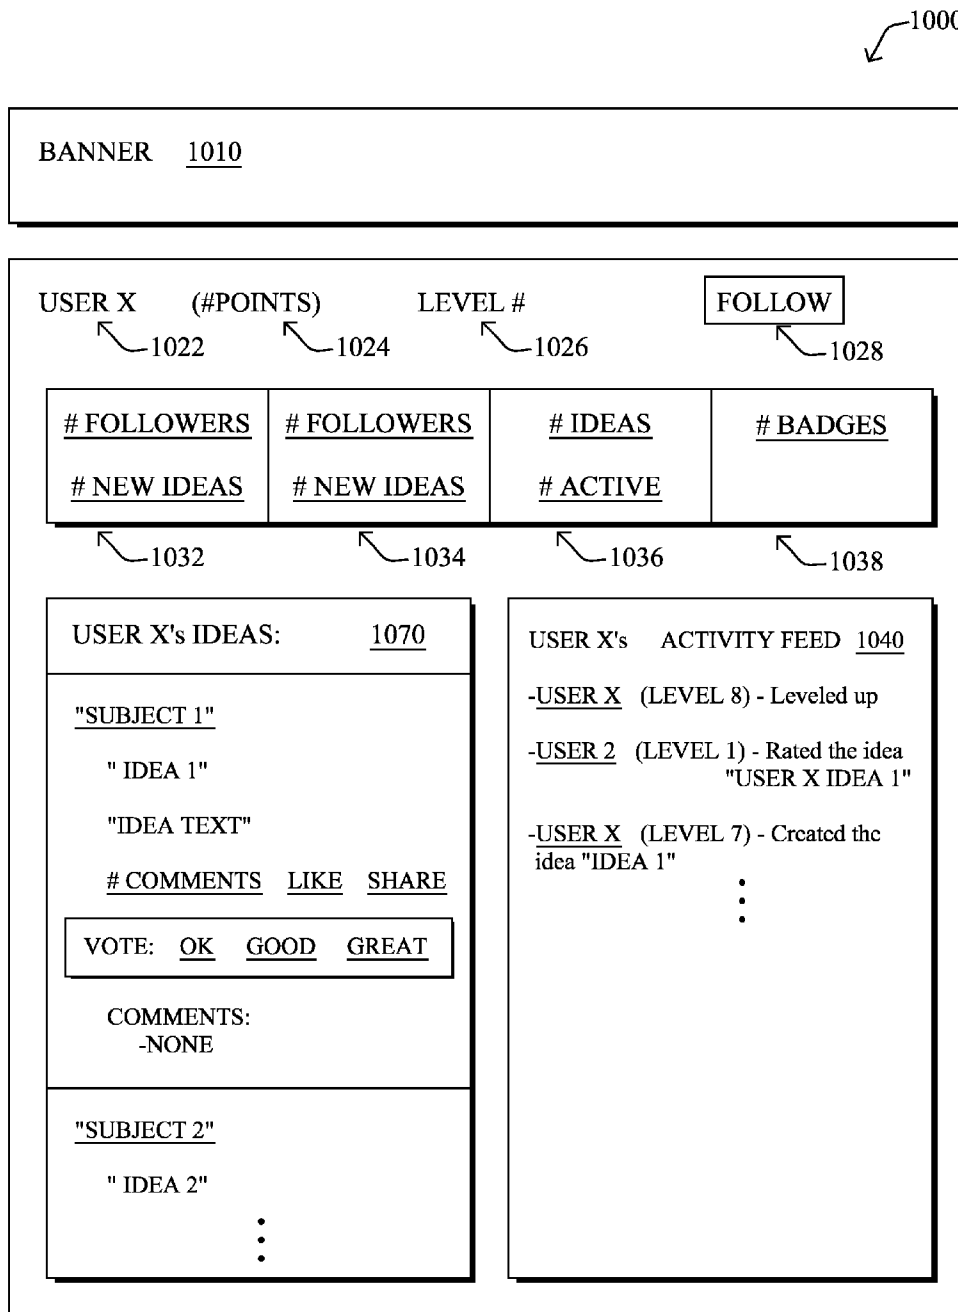 1000
BANNER 1010
USER X (#POINTS) LEVEL # FOLLOW
1022 1024 1026 1028
# FOLLOWERS # FOLLOWERS # IDEAS # BADGES
# NEW IDEAS # NEW IDEAS # ACTIVE
1032 1034 1036 1038
USER X's IDEAS: 1070
"SUBJECT 1"
" IDEA 1"
"IDEA TEXT"
# COMMENTS LIKE SHARE
VOTE: OK GOOD GREAT
COMMENTS:
-NONE
"SUBJECT 2"
" IDEA 2"
USER X's ACTIVITY FEED 1040
-USER X (LEVEL 8) - Leveled up
-USER 2 (LEVEL 1) - Rated the idea
"USER X IDEA 1"
-USER X (LEVEL 7) - Created the
idea "IDEA 1"